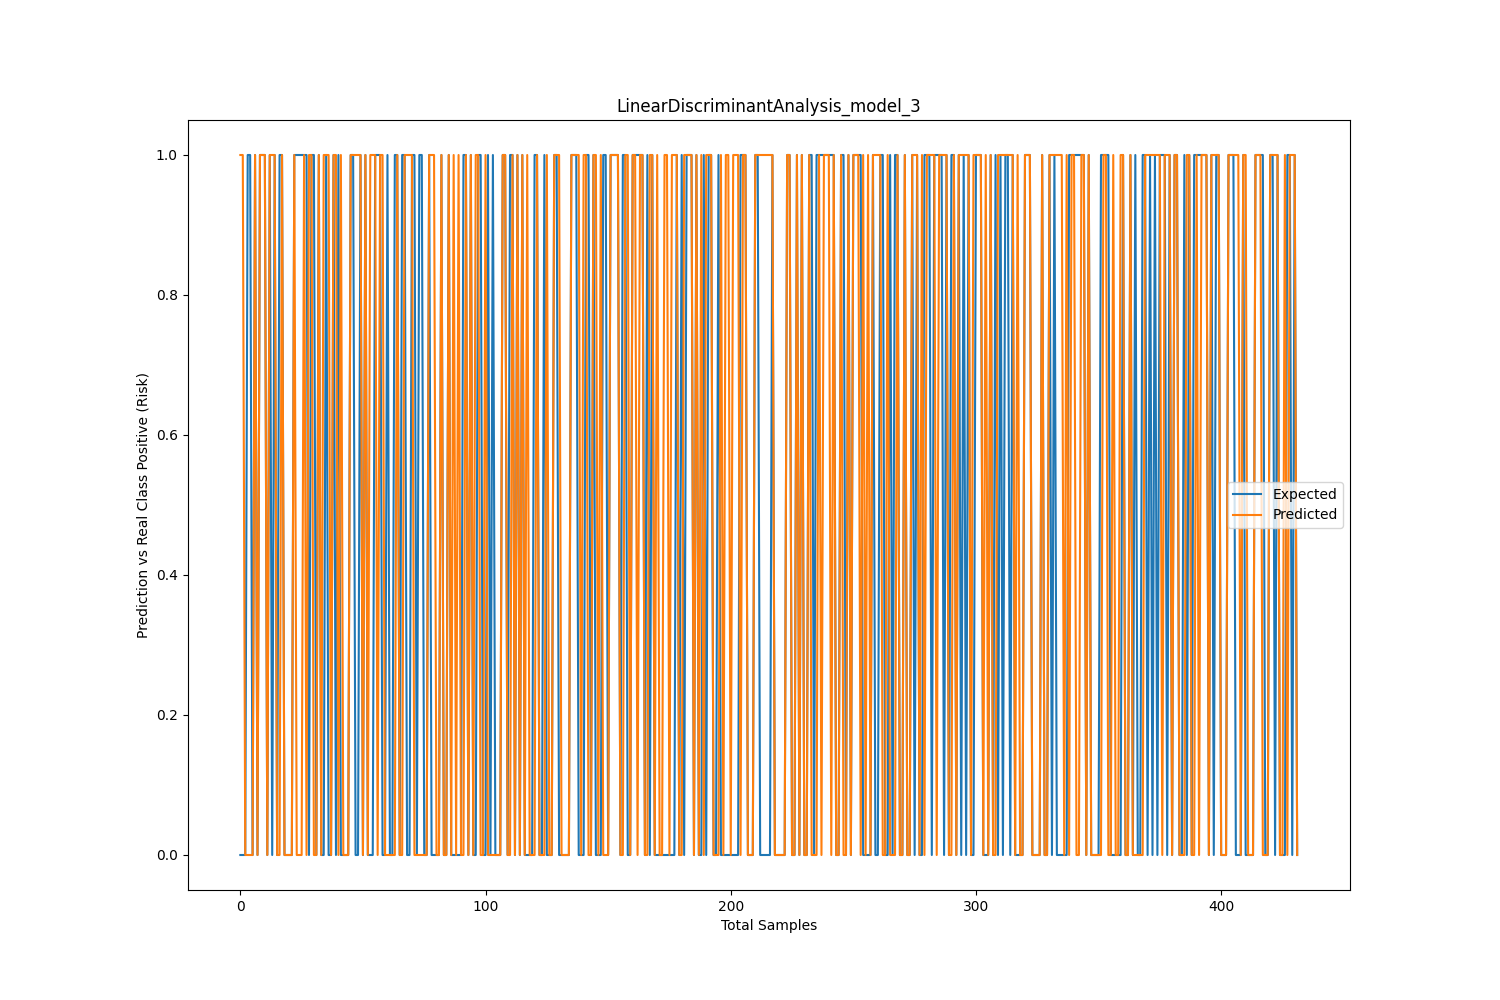 LinearDiscriminantAnalysis_model_3
Prediction vs Real Class Positive (Risk)
1.0
0.8
0.6
0.4
0.2
0.0
Expected
Predicted
0
100
200
300
400
Total Samples